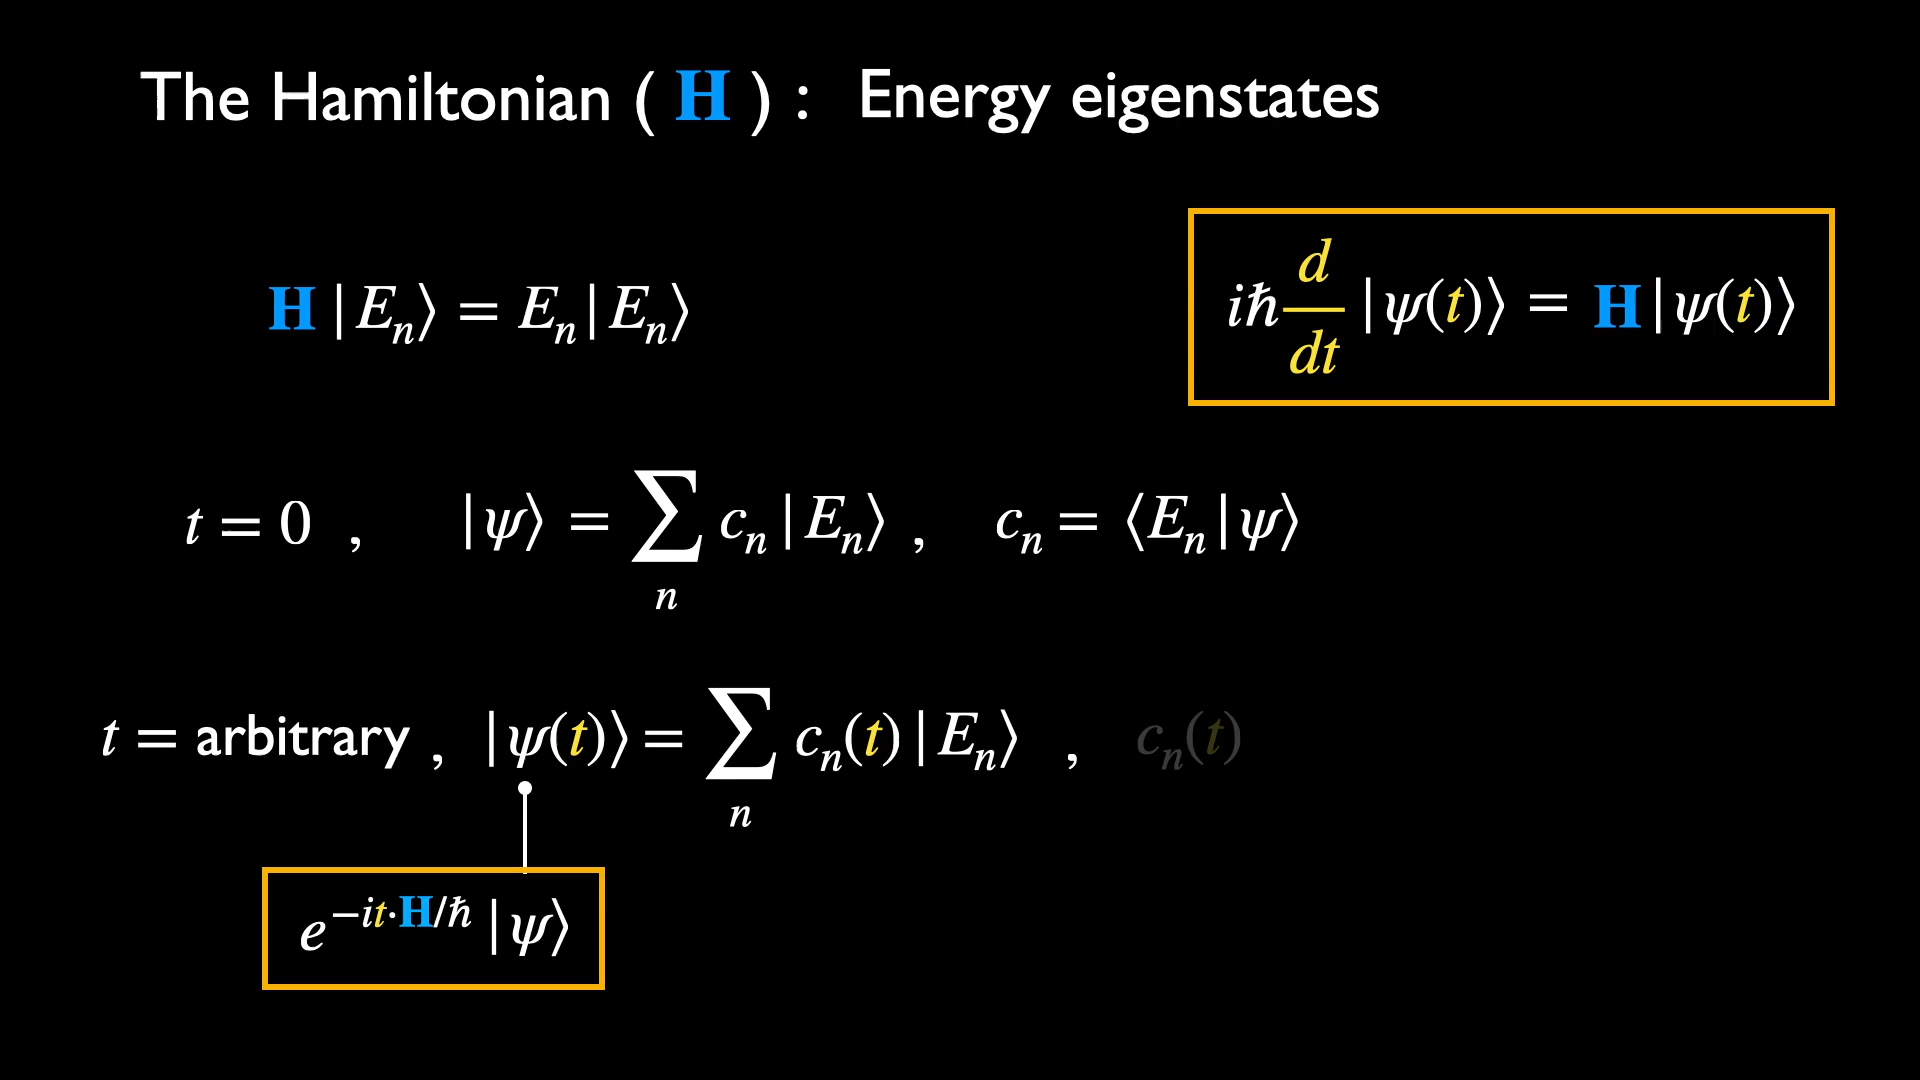 The Hamiltonian ( H ) : Energy eigenstates
H |Eₙ⟩ = Eₙ|Eₙ⟩
iħ d/dt |ψ(t)⟩ = H |ψ(t)⟩
t = 0 , |ψ⟩ = ∑ₙ cₙ |Eₙ⟩ , cₙ = ⟨Eₙ|ψ⟩
t = arbitrary , |ψ(t)⟩ = ∑ₙ cₙ(t) |Eₙ⟩ , cₙ(t)
e^{−it·H/ħ} |ψ⟩